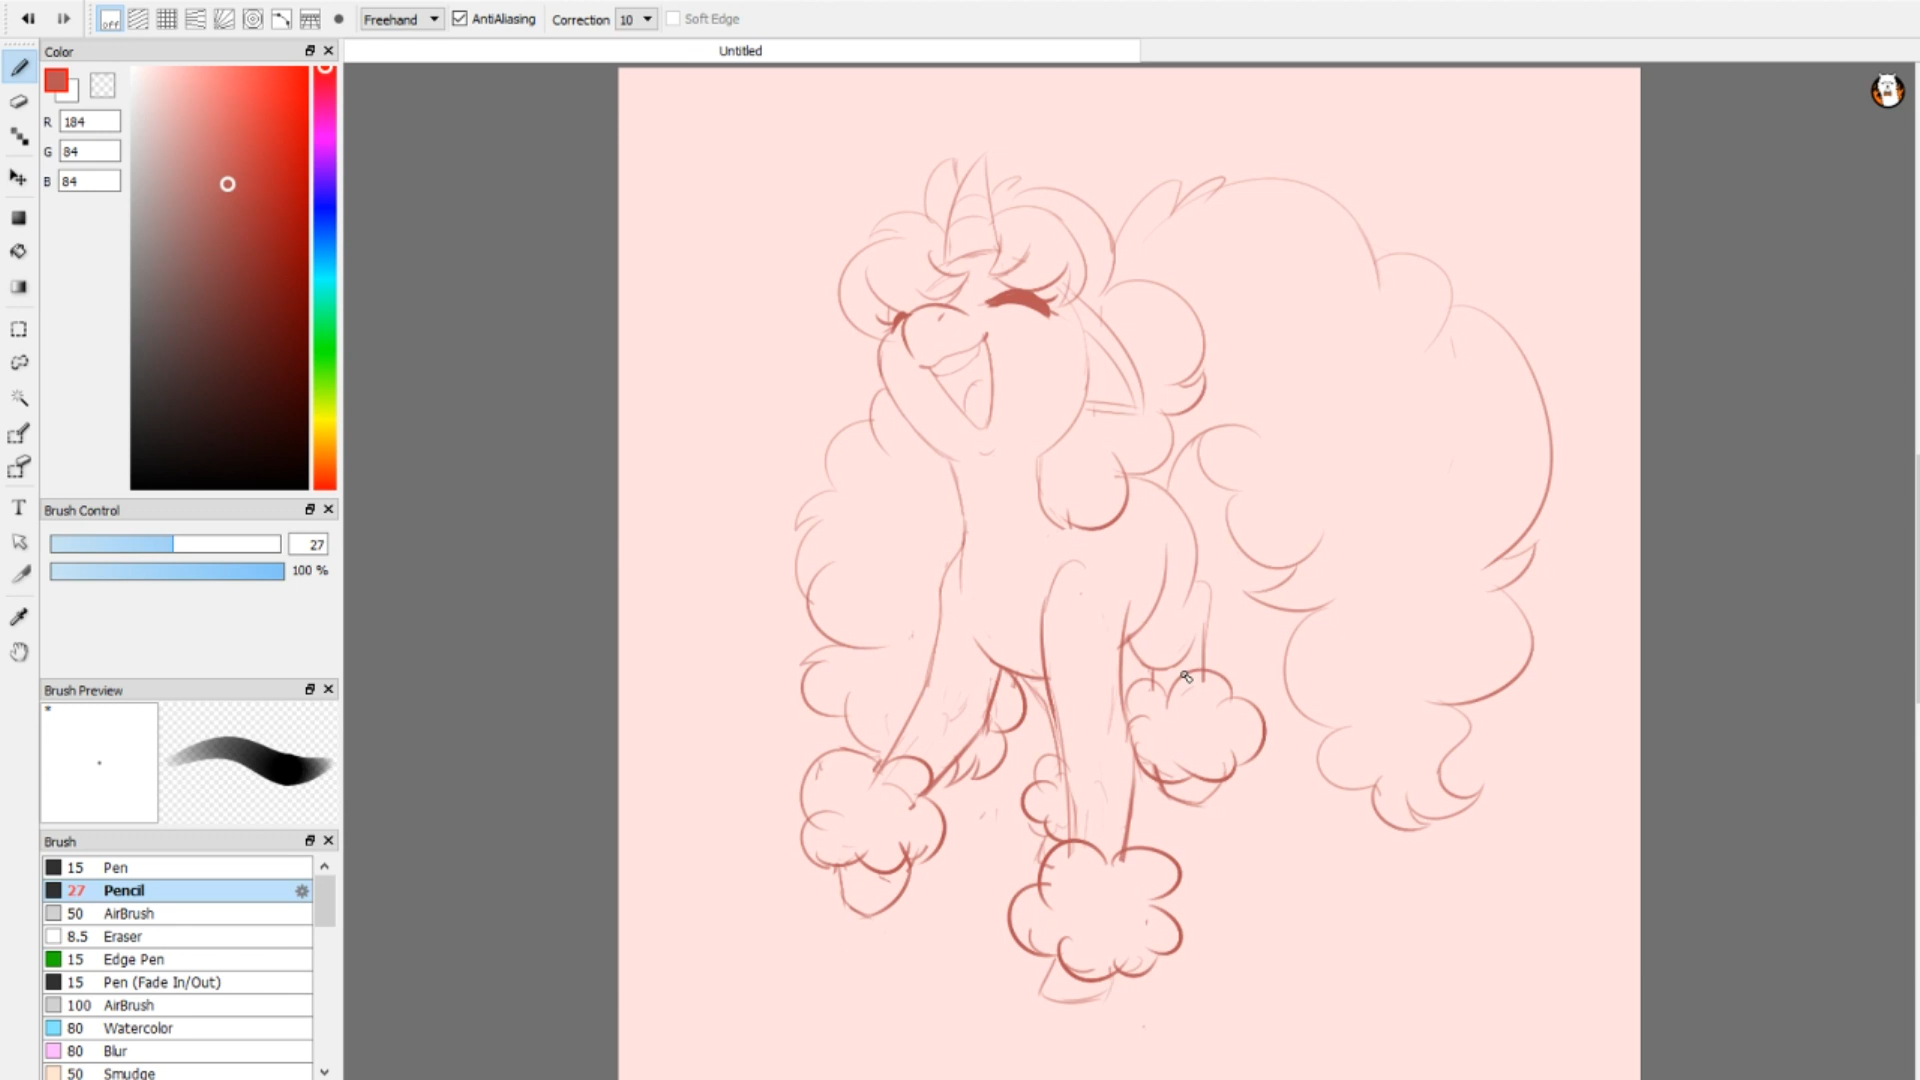 off
Freehand
AntiAliasing
Correction 10
Soft Edge
Untitled
Color
R 184
G 84
B 84
Brush Control
27
100 %
Brush Preview
*
Brush
15 Pen
27 Pencil
50 AirBrush
8.5 Eraser
15 Edge Pen
15 Pen (Fade In/Out)
100 AirBrush
80 Watercolor
80 Blur
50 Smudge
T